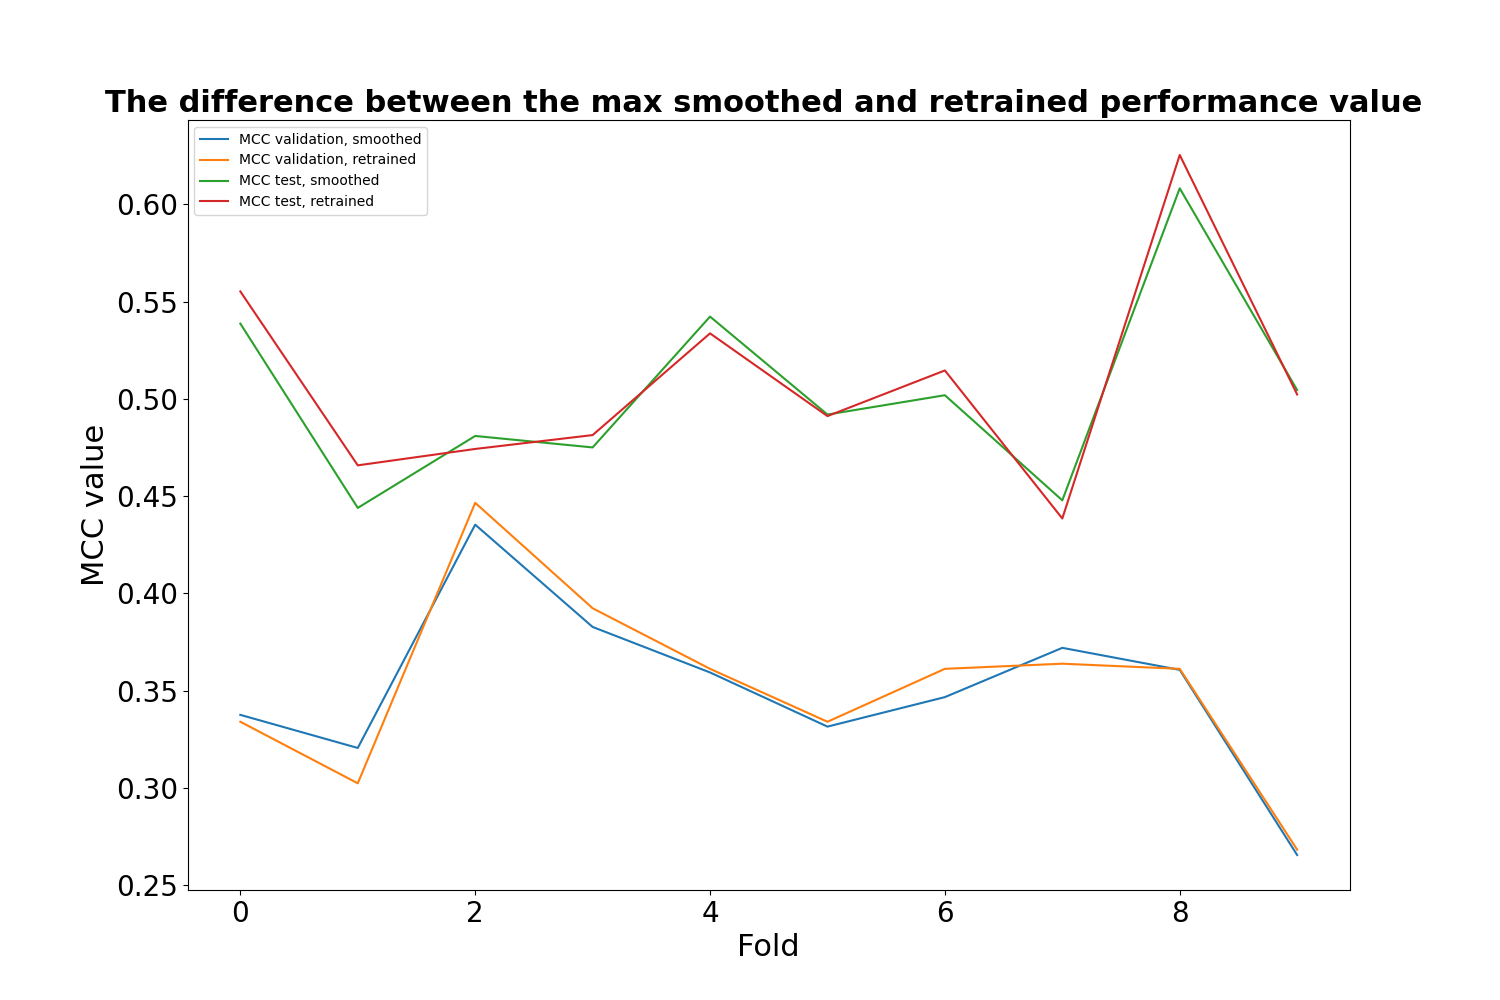 The difference between the max smoothed and retrained performance value
MCC validation, smoothed
MCC validation, retrained
MCC test, smoothed
MCC test, retrained
0.60
0.55
0.50
0.45
0.40
0.35
0.30
0.25
MCC value
0 2 4 6 8
Fold